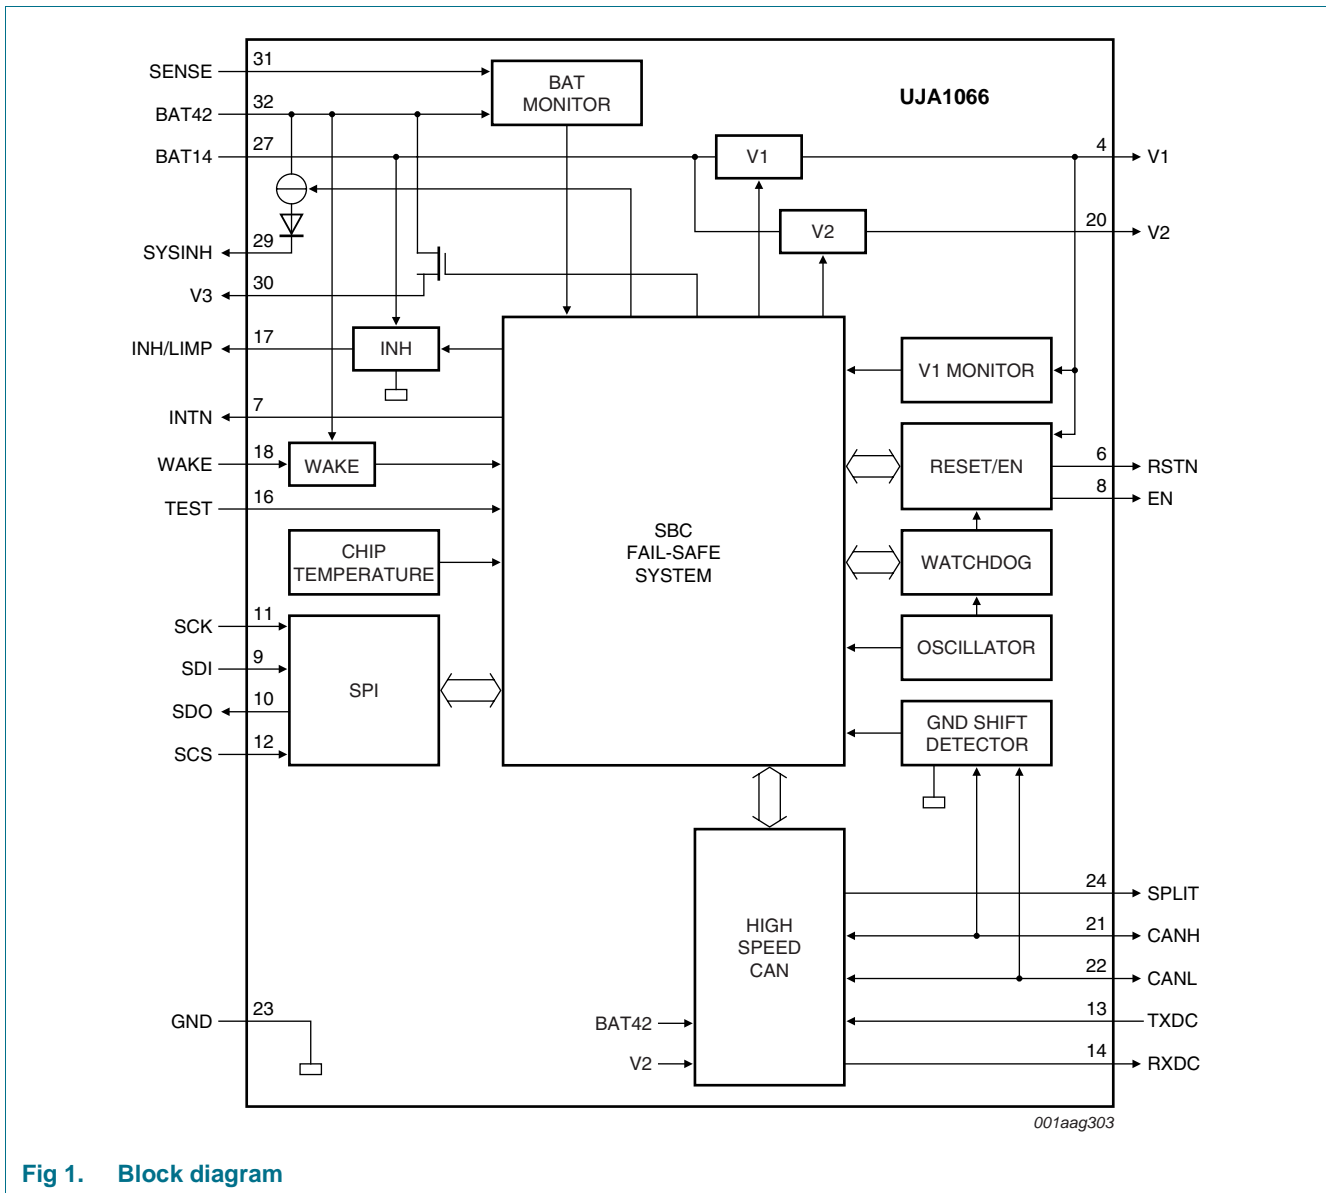 UJA1066
SENSE 31
BAT42 32
BAT14 27
SYSINH 29
V3 30
INH/LIMP 17
INTN 7
WAKE 18
TEST 16
SCK 11
SDI 9
SDO 10
SCS 12
GND 23
BAT
MONITOR
V1
V2
INH
WAKE
CHIP
TEMPERATURE
SPI
SBC
FAIL-SAFE
SYSTEM
V1 MONITOR
RESET/EN
WATCHDOG
OSCILLATOR
GND SHIFT
DETECTOR
HIGH
SPEED
CAN
BAT42
V2
4 V1
20 V2
6 RSTN
8 EN
24 SPLIT
21 CANH
22 CANL
13 TXDC
14 RXDC
001aag303
Fig 1. Block diagram